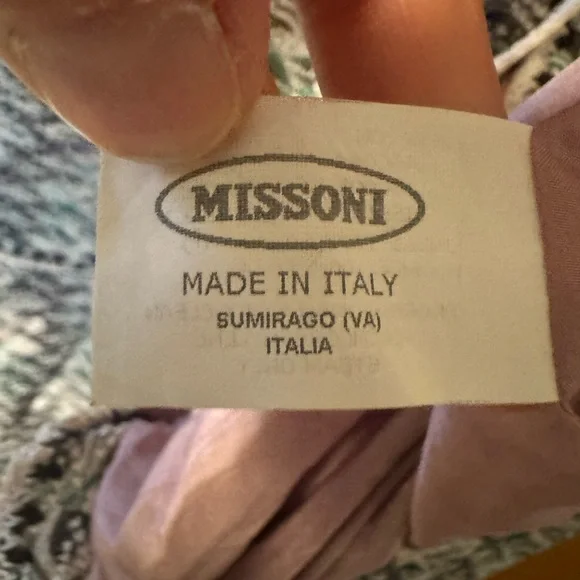 MISSONI
MADE IN ITALY
SUMIRAGO (VA)
ITALIA